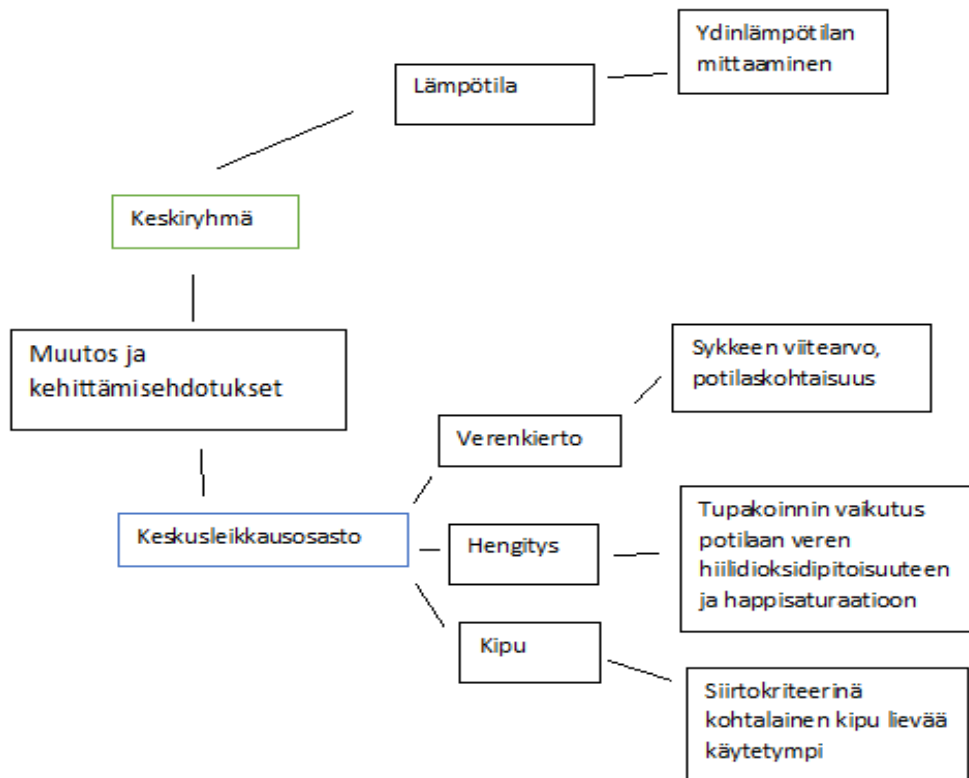 Ydinlämpötilan
mittaaminen
Lämpötila
Keskiryhmä
Muutos ja
kehittämisehdotukset
Sykkeen viitearvo,
potilaskohtaisuus
Verenkierto
Keskusleikkausosasto
Hengitys
Tupakoinnin vaikutus
potilaan veren
hiilidioksidipitoisuuteen
ja happisaturaatioon
Kipu
Siirtokriteerinä
kohtalainen kipu lievää
käytetympi